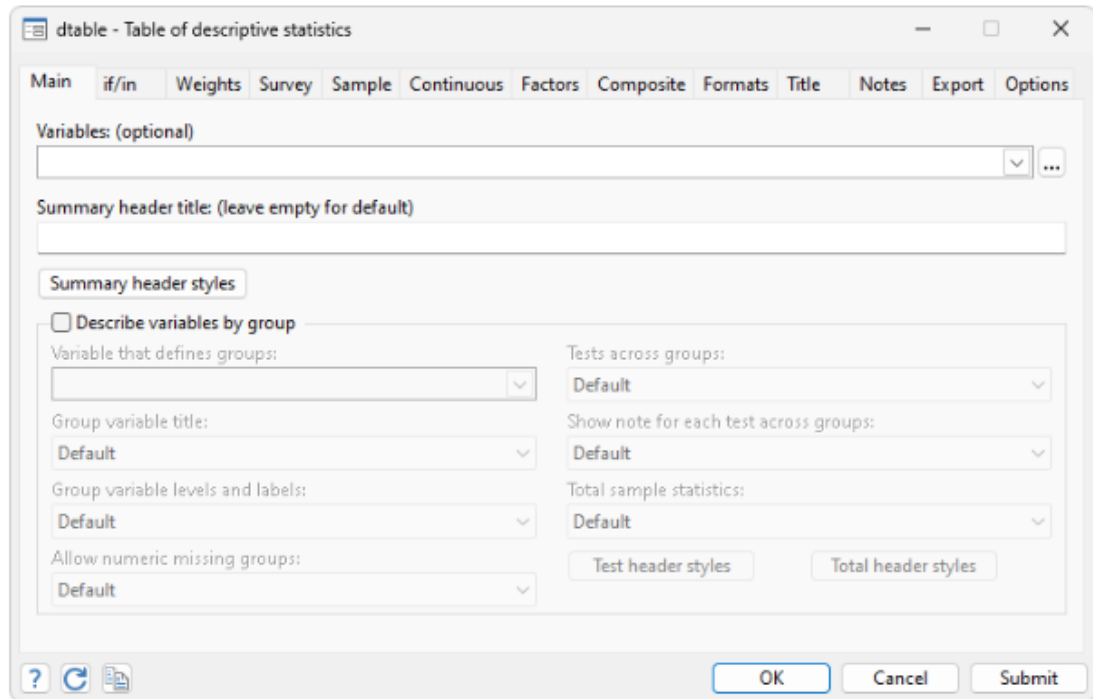 dtable - Table of descriptive statistics
Main if/in Weights Survey Sample Continuous Factors Composite Formats Title Notes Export Options
Variables: (optional)
...
Summary header title: (leave empty for default)
Summary header styles
Describe variables by group
Variable that defines groups:
Tests across groups:
Default
Group variable title:
Show note for each test across groups:
Default
Default
Group variable levels and labels:
Total sample statistics:
Default
Default
Allow numeric missing groups:
Test header styles
Total header styles
Default
?
OK
Cancel
Submit